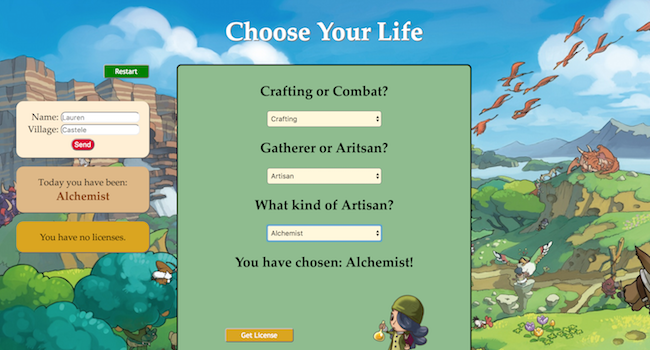 Choose Your Life
Restart
Name: Lauren
Village: Castele
Send
Today you have been:
Alchemist
You have no licenses.
Crafting or Combat?
Crafting
Gatherer or Aritsan?
Artisan
What kind of Artisan?
Alchemist
You have chosen: Alchemist!
Get License